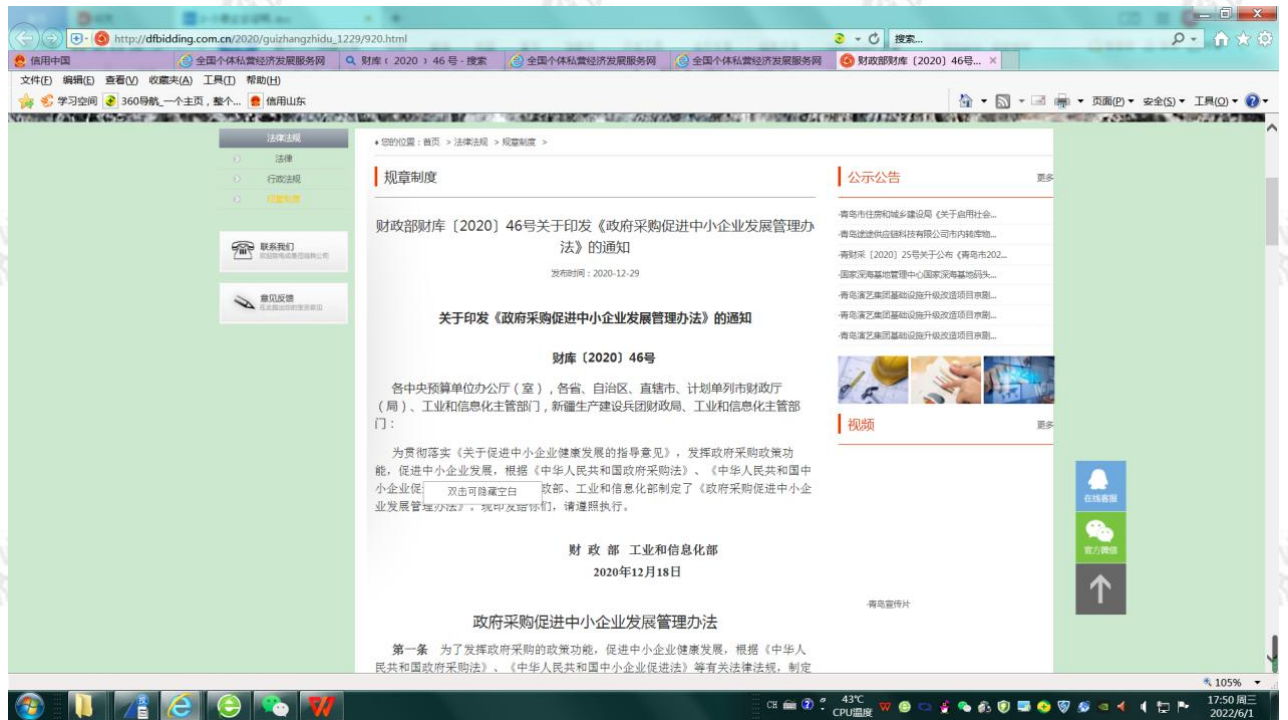 http://dfbidding.com.cn/2020/guizhangzhidu_1229/920.html
搜索...
信用中国
全国个体私营经济发展服务网
财库（2020）46 号 - 搜索
全国个体私营经济发展服务网
全国个体私营经济发展服务网
财政部财库〔2020〕46号...
文件(F) 编辑(E) 查看(V) 收藏夹(A) 工具(T) 帮助(H)
学习空间 360导航_一个主页，整个... 信用山东
页面(P) 安全(S) 工具(O)
法律法规
法律
行政法规
规章制度
联系我们
意见反馈
您的位置：首页 > 法律法规 > 规章制度 >
规章制度
财政部财库〔2020〕46号关于印发《政府采购促进中小企业发展管理办
法》的通知
发布时间：2020-12-29
关于印发《政府采购促进中小企业发展管理办法》的通知
财库〔2020〕46号
各中央预算单位办公厅（室），各省、自治区、直辖市、计划单列市财政厅
（局）、工业和信息化主管部门，新疆生产建设兵团财政局、工业和信息化主管部
门：
为贯彻落实《关于促进中小企业健康发展的指导意见》，发挥政府采购政策功
能，促进中小企业发展，根据《中华人民共和国政府采购法》、《中华人民共和国中
小企业促
双击可隐藏空白
政部、工业和信息化部制定了《政府采购促进中小企
业发展管理办法》。现印发给你们，请遵照执行。
财 政 部 工业和信息化部
2020年12月18日
政府采购促进中小企业发展管理办法
第一条 为了发挥政府采购的政策功能，促进中小企业健康发展，根据《中华人
民共和国政府采购法》、《中华人民共和国中小企业促进法》等有关法律法规，制定
公示公告
更多
·青岛市住房和城乡建设局《关于启用社会...
·青岛途途供应链科技有限公司市内转库物...
·青财采〔2020〕25号关于公布《青岛市202...
·国家深海基地管理中心国家深海基地码头...
·青岛演艺集团基础设施升级改造项目京剧...
·青岛演艺集团基础设施升级改造项目京剧...
·青岛演艺集团基础设施升级改造项目京剧...
视频
更多
·青岛宣传片
在线客服
官方微信
105%
CH
43℃
CPU温度
17:50 周三
2022/6/1